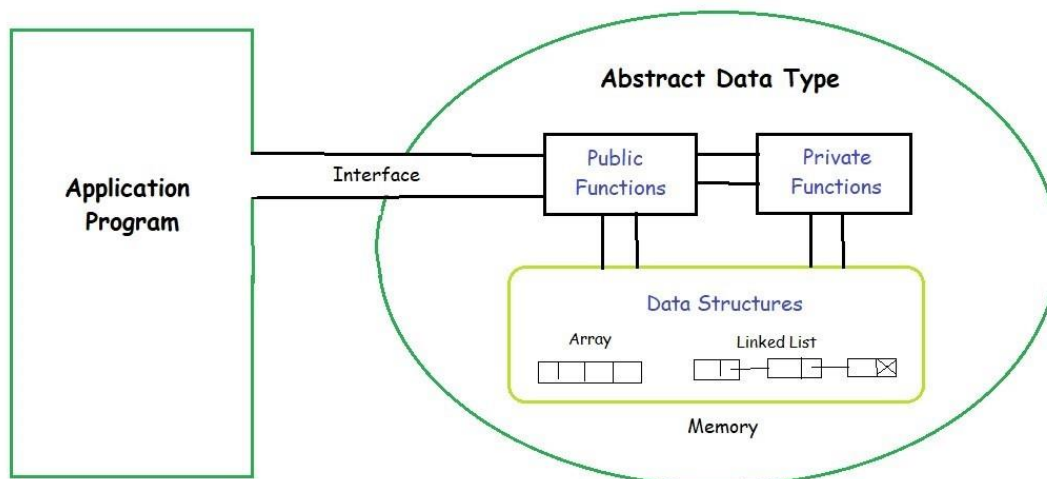 Abstract Data Type
Application
Program
Interface
Public
Functions
Private
Functions
Data Structures
Array
Linked List
Memory